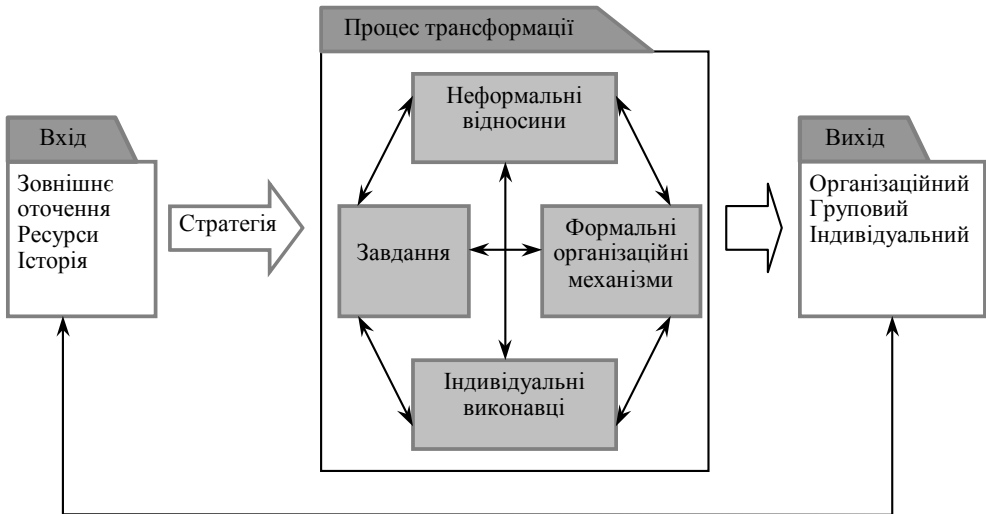 Процес трансформації
Неформальні
відносини
Вхід
Зовнішнє
оточення
Ресурси
Історія
Стратегія
Завдання
Формальні
організаційні
механізми
Індивідуальні
виконавці
Вихід
Організаційний
Груповий
Індивідуальний